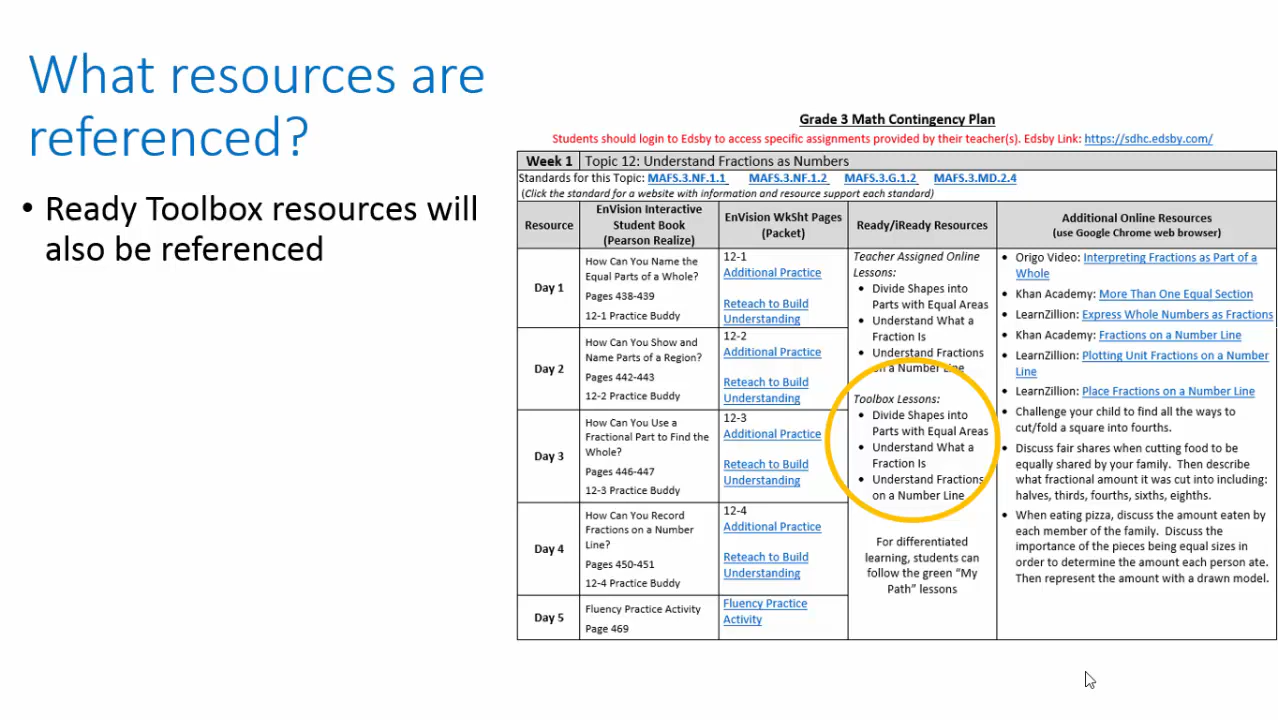 What resources are
referenced?
• Ready Toolbox resources will
also be referenced
Grade 3 Math Contingency Plan
Students should login to Edsby to access specific assignments provided by their teacher(s). Edsby Link: https://sdhc.edsby.com/
Week 1 Topic 12: Understand Fractions as Numbers
Standards for this Topic: MAFS.3.NF.1.1 MAFS.3.NF.1.2 MAFS.3.G.1.2 MAFS.3.MD.2.4
(Click the standard for a website with information and resource support each standard)
Resource
EnVision Interactive
Student Book
(Pearson Realize)
EnVision WkSht Pages
(Packet)
Ready/iReady Resources
Additional Online Resources
(use Google Chrome web browser)
Day 1
How Can You Name the
Equal Parts of a Whole?
Pages 438-439
12-1 Practice Buddy
12-1
Additional Practice
Reteach to Build
Understanding
Day 2
How Can You Show and
Name Parts of a Region?
Pages 442-443
12-2 Practice Buddy
12-2
Additional Practice
Reteach to Build
Understanding
Day 3
How Can You Use a
Fractional Part to Find the
Whole?
Pages 446-447
12-3 Practice Buddy
12-3
Additional Practice
Reteach to Build
Understanding
Day 4
How Can You Record
Fractions on a Number
Line?
Pages 450-451
12-4 Practice Buddy
12-4
Additional Practice
Reteach to Build
Understanding
Day 5
Fluency Practice Activity
Page 469
Fluency Practice
Activity
Teacher Assigned Online
Lessons:
• Divide Shapes into
Parts with Equal Areas
• Understand What a
Fraction Is
• Understand Fractions
on a Number Line
Toolbox Lessons:
• Divide Shapes into
Parts with Equal Areas
• Understand What a
Fraction Is
• Understand Fractions
on a Number Line
For differentiated
learning, students can
follow the green “My
Path” lessons
• Origo Video: Interpreting Fractions as Part of a
Whole
• Khan Academy: More Than One Equal Section
• LearnZillion: Express Whole Numbers as Fractions
• Khan Academy: Fractions on a Number Line
• LearnZillion: Plotting Unit Fractions on a Number
Line
• LearnZillion: Place Fractions on a Number Line
• Challenge your child to find all the ways to
cut/fold a square into fourths.
• Discuss fair shares when cutting food to be
equally shared by your family. Then describe
what fractional amount it was cut into including:
halves, thirds, fourths, sixths, eighths.
• When eating pizza, discuss the amount eaten by
each member of the family. Discuss the
importance of the pieces being equal sizes in
order to determine the amount each person ate.
Then represent the amount with a drawn model.